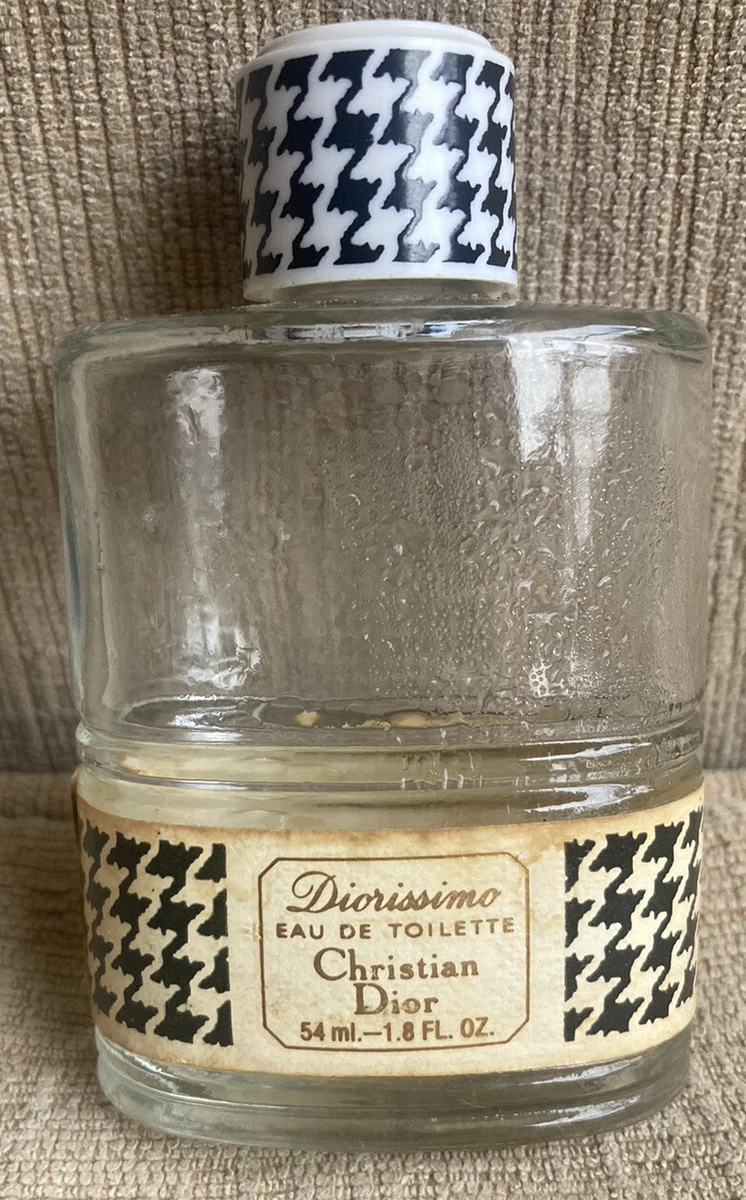 Diorissimo
EAU DE TOILETTE
Christian
Dior
54 ml.–1.8 FL. OZ.